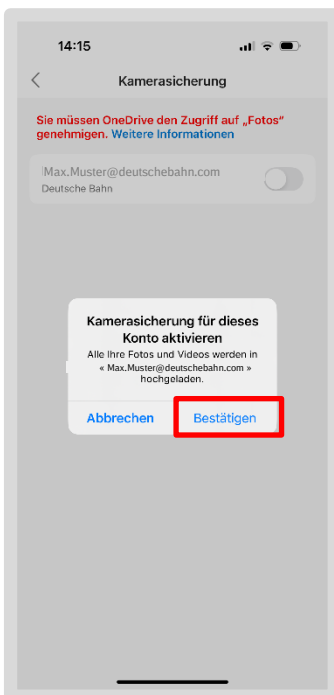 14:15
Kamerasicherung
Sie müssen OneDrive den Zugriff auf „Fotos“
genehmigen. Weitere Informationen
Max.Muster@deutschebahn.com
Deutsche Bahn
Kamerasicherung für dieses
Konto aktivieren
Alle Ihre Fotos und Videos werden in
« Max.Muster@deutschebahn.com »
hochgeladen.
Abbrechen
Bestätigen